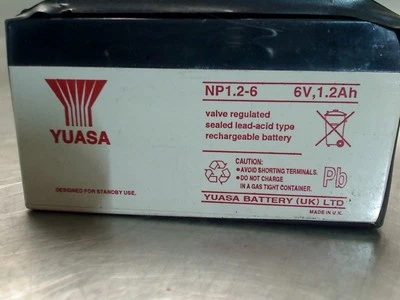 YUASA
DESIGNED FOR STANDBY USE.
NP1.2-6 6V,1.2Ah
valve regulated
sealed lead-acid type
rechargeable battery
CAUTION:
• AVOID SHORTING TERMINALS.
• DO NOT CHARGE
IN A GAS TIGHT CONTAINER.
Pb
YUASA BATTERY (UK) LTD
MADE IN U.K.